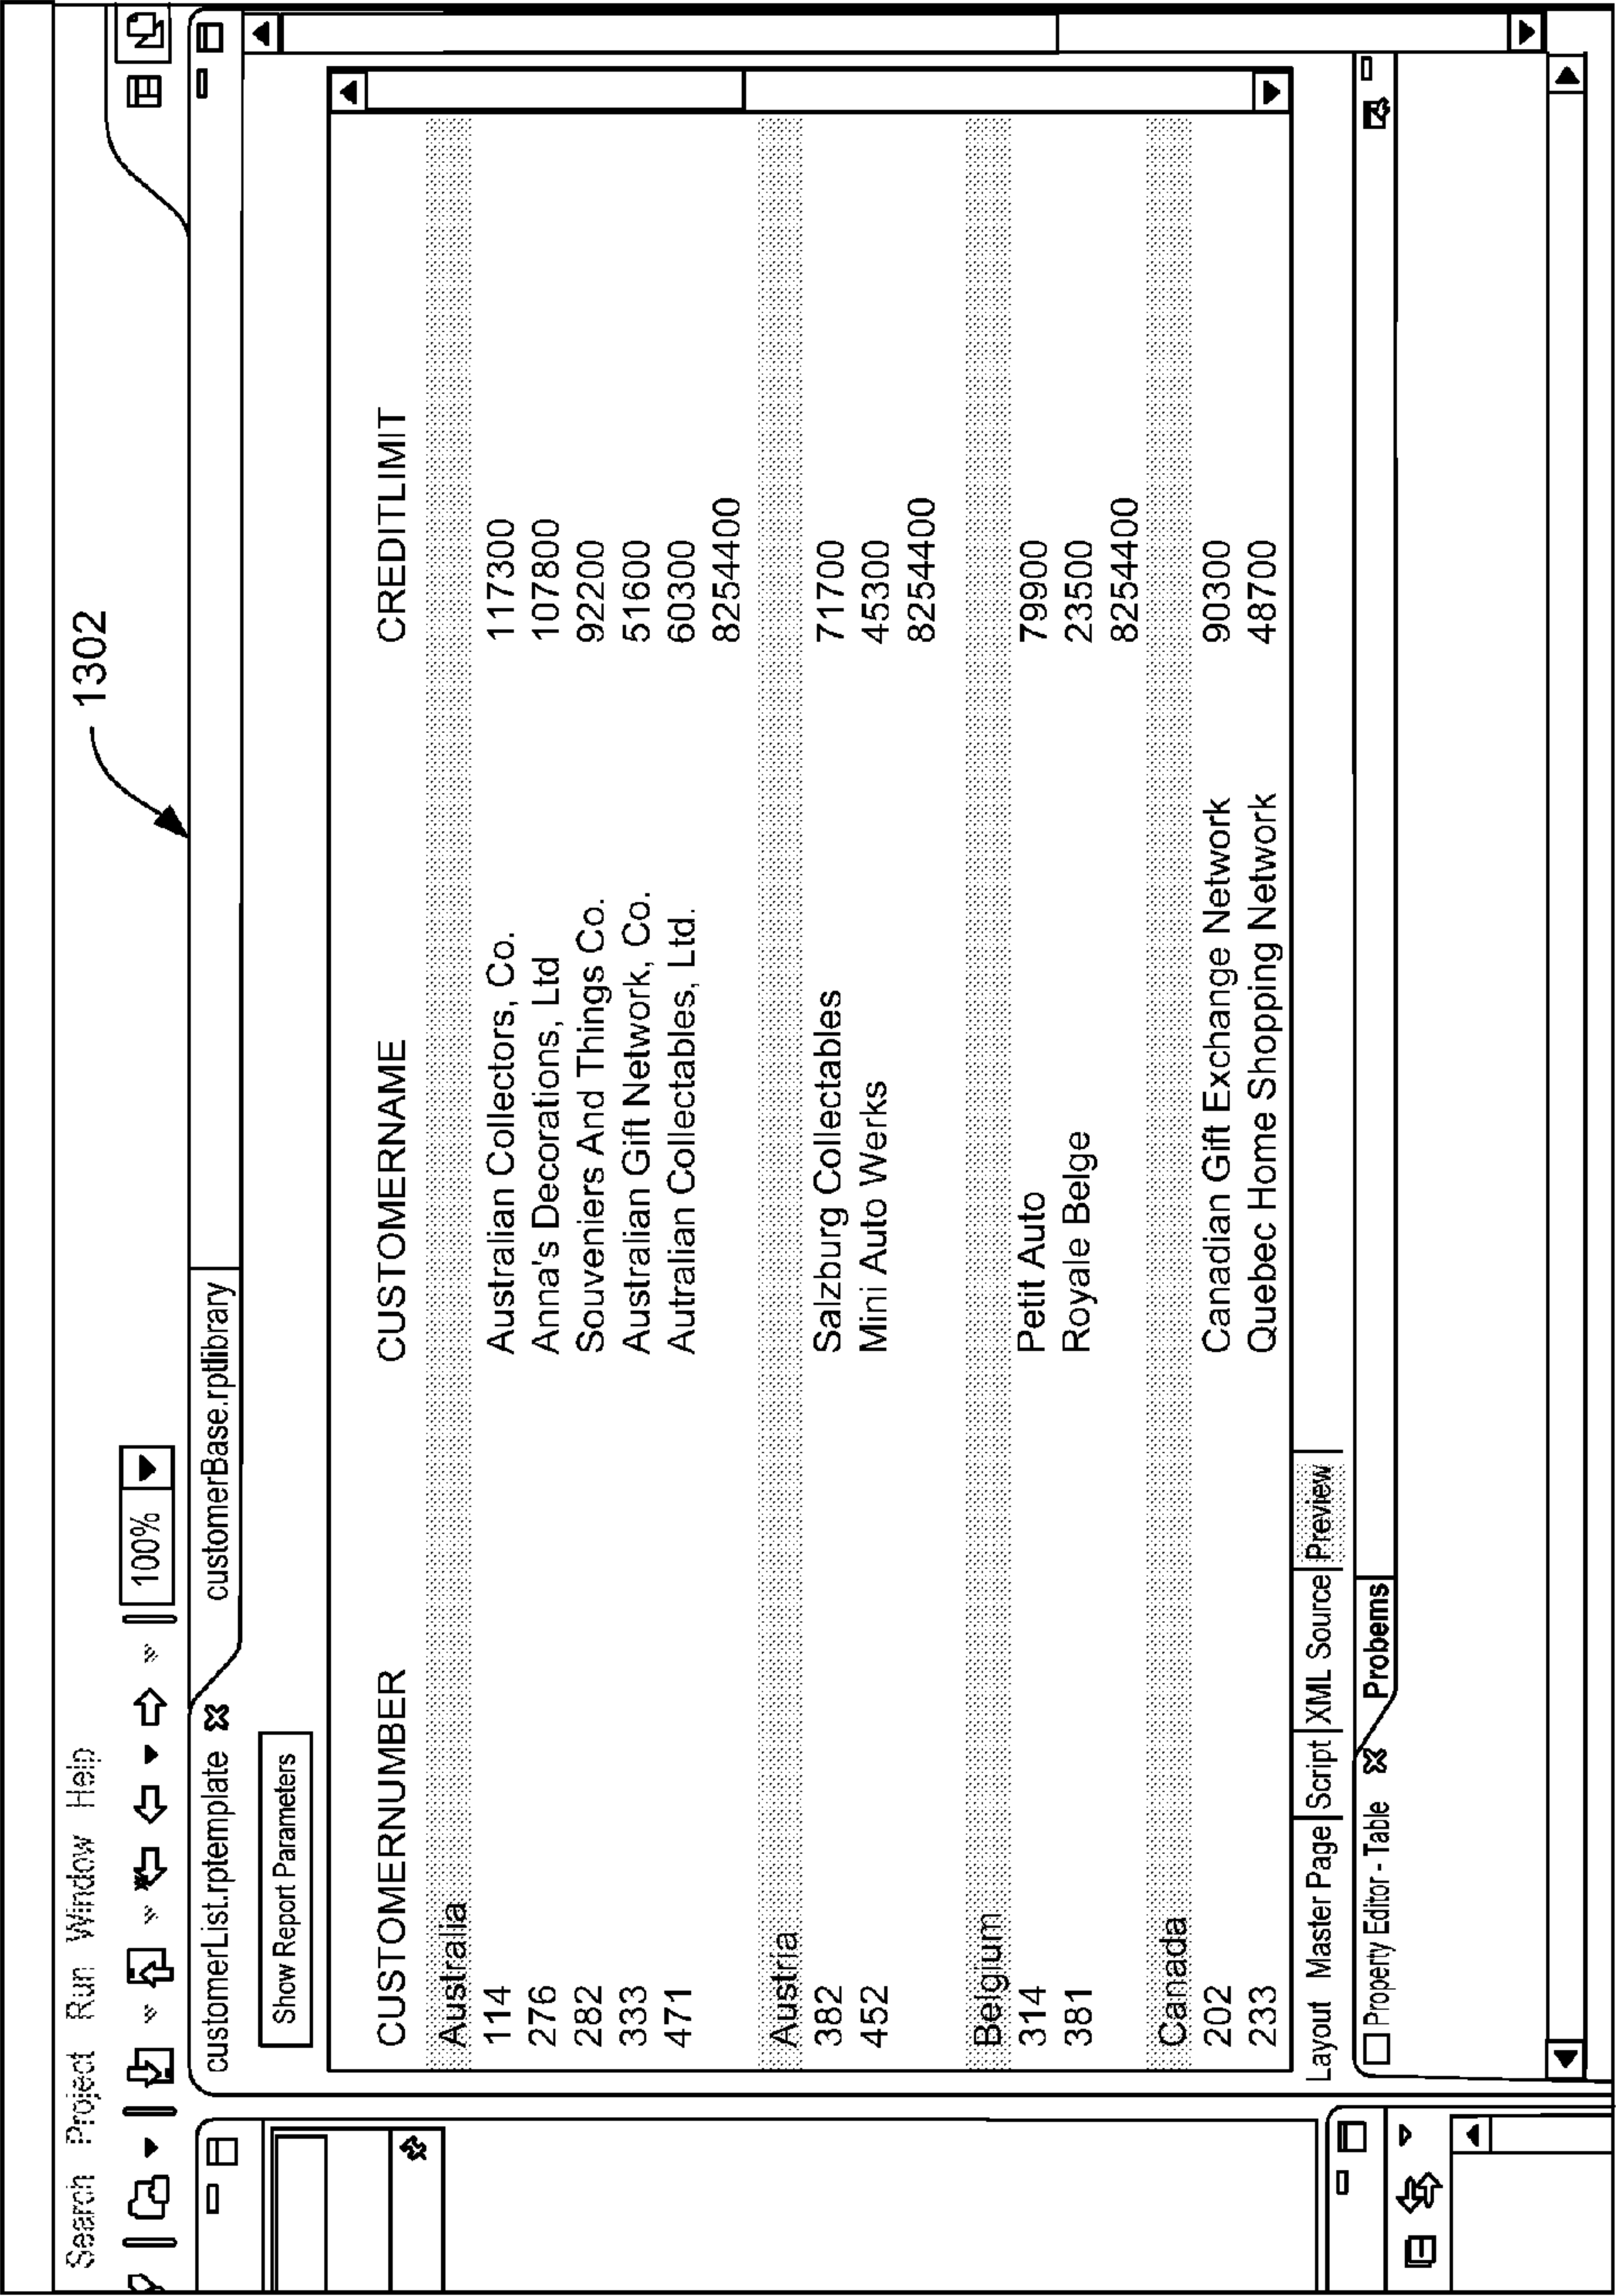 1302
Search Project Run Window Help
100%
customerList.rptemplate customerBase.rptlibrary
Show Report Parameters
CUSTOMERNUMBER CUSTOMERNAME CREDITLIMIT
Australia
114 Australian Collectors, Co. 117300
276 Anna's Decorations, Ltd 107800
282 Souveniers And Things Co. 92200
333 Australian Gift Network, Co. 51600
471 Autralian Collectables, Ltd. 60300
8254400
Austria
382 Salzburg Collectables 71700
452 Mini Auto Werks 45300
8254400
Belgium
314 Petit Auto 79900
381 Royale Belge 23500
8254400
Canada
202 Canadian Gift Exchange Network 90300
233 Quebec Home Shopping Network 48700
Layout Master Page Script XML Source Preview
Property Editor - Table Probems